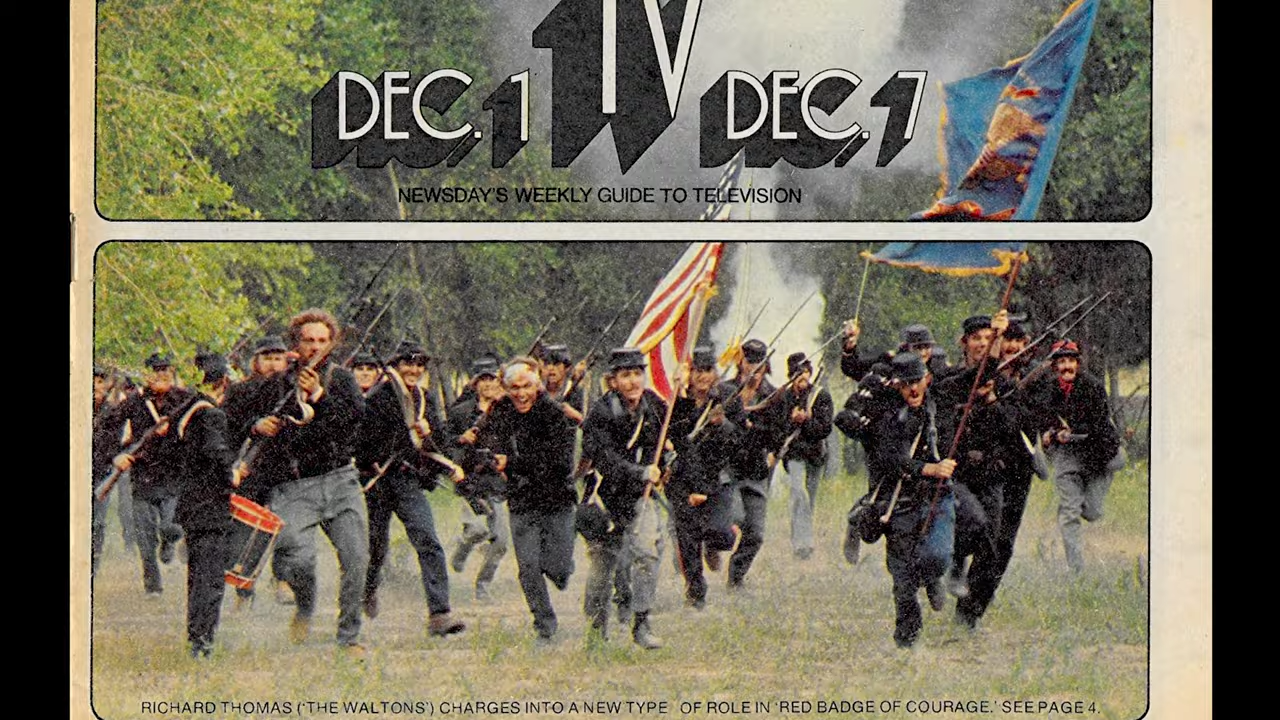 TV
DEC. 1
DEC. 7
NEWSDAY'S WEEKLY GUIDE TO TELEVISION
RICHARD THOMAS ('THE WALTONS') CHARGES INTO A NEW TYPE OF ROLE IN 'RED BADGE OF COURAGE.' SEE PAGE 4.